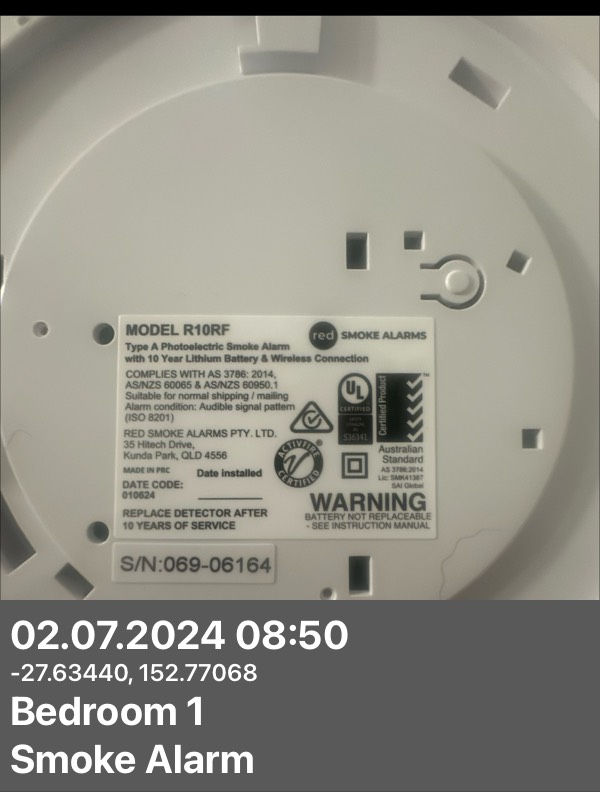 MODEL R10RF
red SMOKE ALARMS
Type A Photoelectric Smoke Alarm
with 10 Year Lithium Battery & Wireless Connection
COMPLIES WITH AS 3786: 2014,
AS/NZS 60065 & AS/NZS 60950.1
Suitable for normal shipping / mailing
Alarm condition: Audible signal pattern
(ISO 8201)
RED SMOKE ALARMS PTY. LTD.
35 Hitech Drive,
Kunda Park, QLD 4556
MADE IN PRC
Date installed
DATE CODE:
010624
REPLACE DETECTOR AFTER
10 YEARS OF SERVICE
UL
CERTIFIED
S36341
Certified Product
TM
ACTIVFIRE
®
CERTIFIED
Australian
Standard
AS 3786:2014
Lic: SMK41387
SAI Global
WARNING
BATTERY NOT REPLACEABLE
- SEE INSTRUCTION MANUAL
S/N:069-06164
02.07.2024 08:50
-27.63440, 152.77068
Bedroom 1
Smoke Alarm